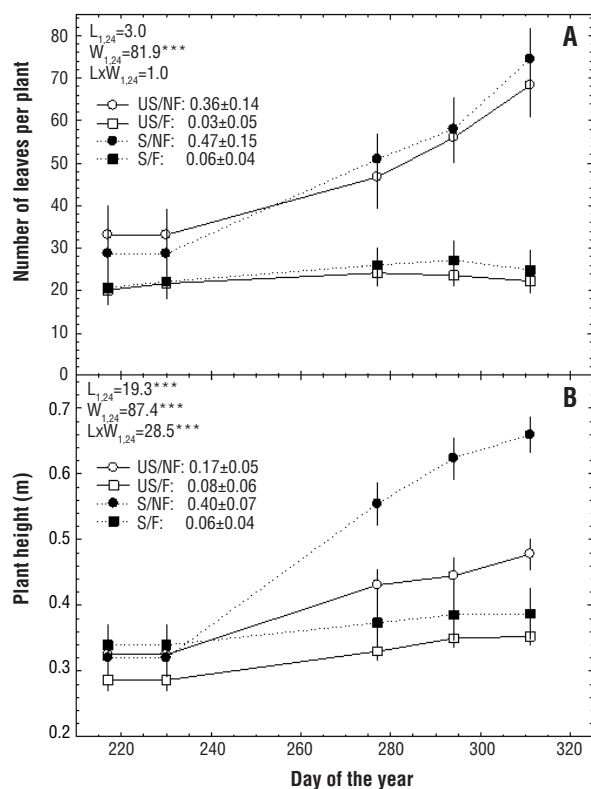 A
L1,24=3.0
W1,24=81.9***
LxW1,24=1.0
US/NF: 0.36±0.14
US/F: 0.03±0.05
S/NF: 0.47±0.15
S/F: 0.06±0.04
Number of leaves per plant
80
70
60
50
40
30
20
10
0
B
L1,24=19.3***
W1,24=87.4***
LxW1,24=28.5***
US/NF: 0.17±0.05
US/F: 0.08±0.06
S/NF: 0.40±0.07
S/F: 0.06±0.04
Plant height (m)
0.7
0.6
0.5
0.4
0.3
0.2
220 240 260 280 300 320
Day of the year